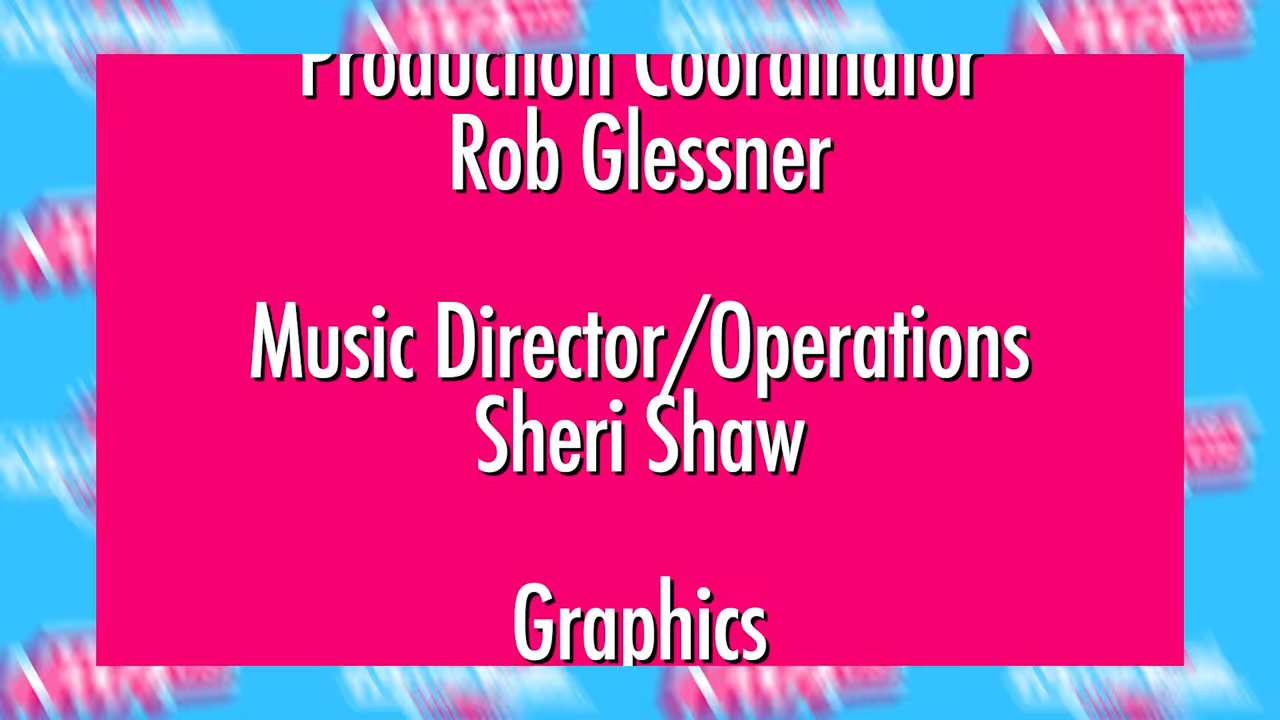 Production Coordinator
Rob Glessner
Music Director/Operations
Sheri Shaw
Graphics